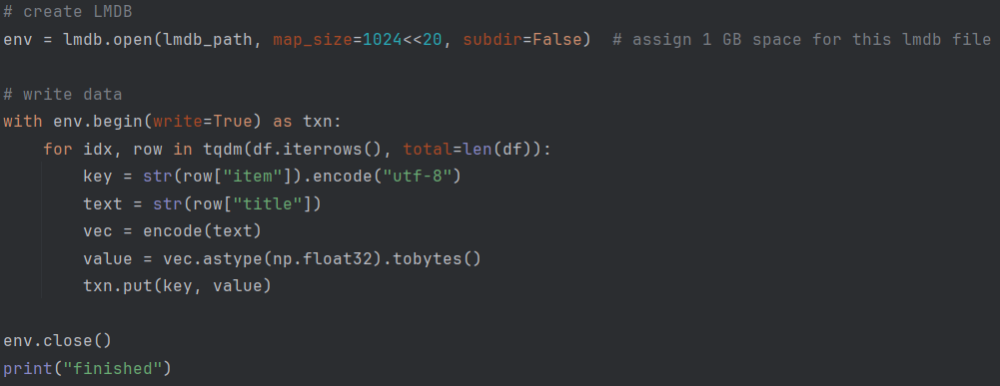 # create LMDB
env = lmdb.open(lmdb_path, map_size=1024<<20, subdir=False)  # assign 1 GB space for this lmdb file
# write data
with env.begin(write=True) as txn:
    for idx, row in tqdm(df.iterrows(), total=len(df)):
        key = str(row["item"]).encode("utf-8")
        text = str(row["title"])
        vec = encode(text)
        value = vec.astype(np.float32).tobytes()
        txn.put(key, value)
env.close()
print("finished")